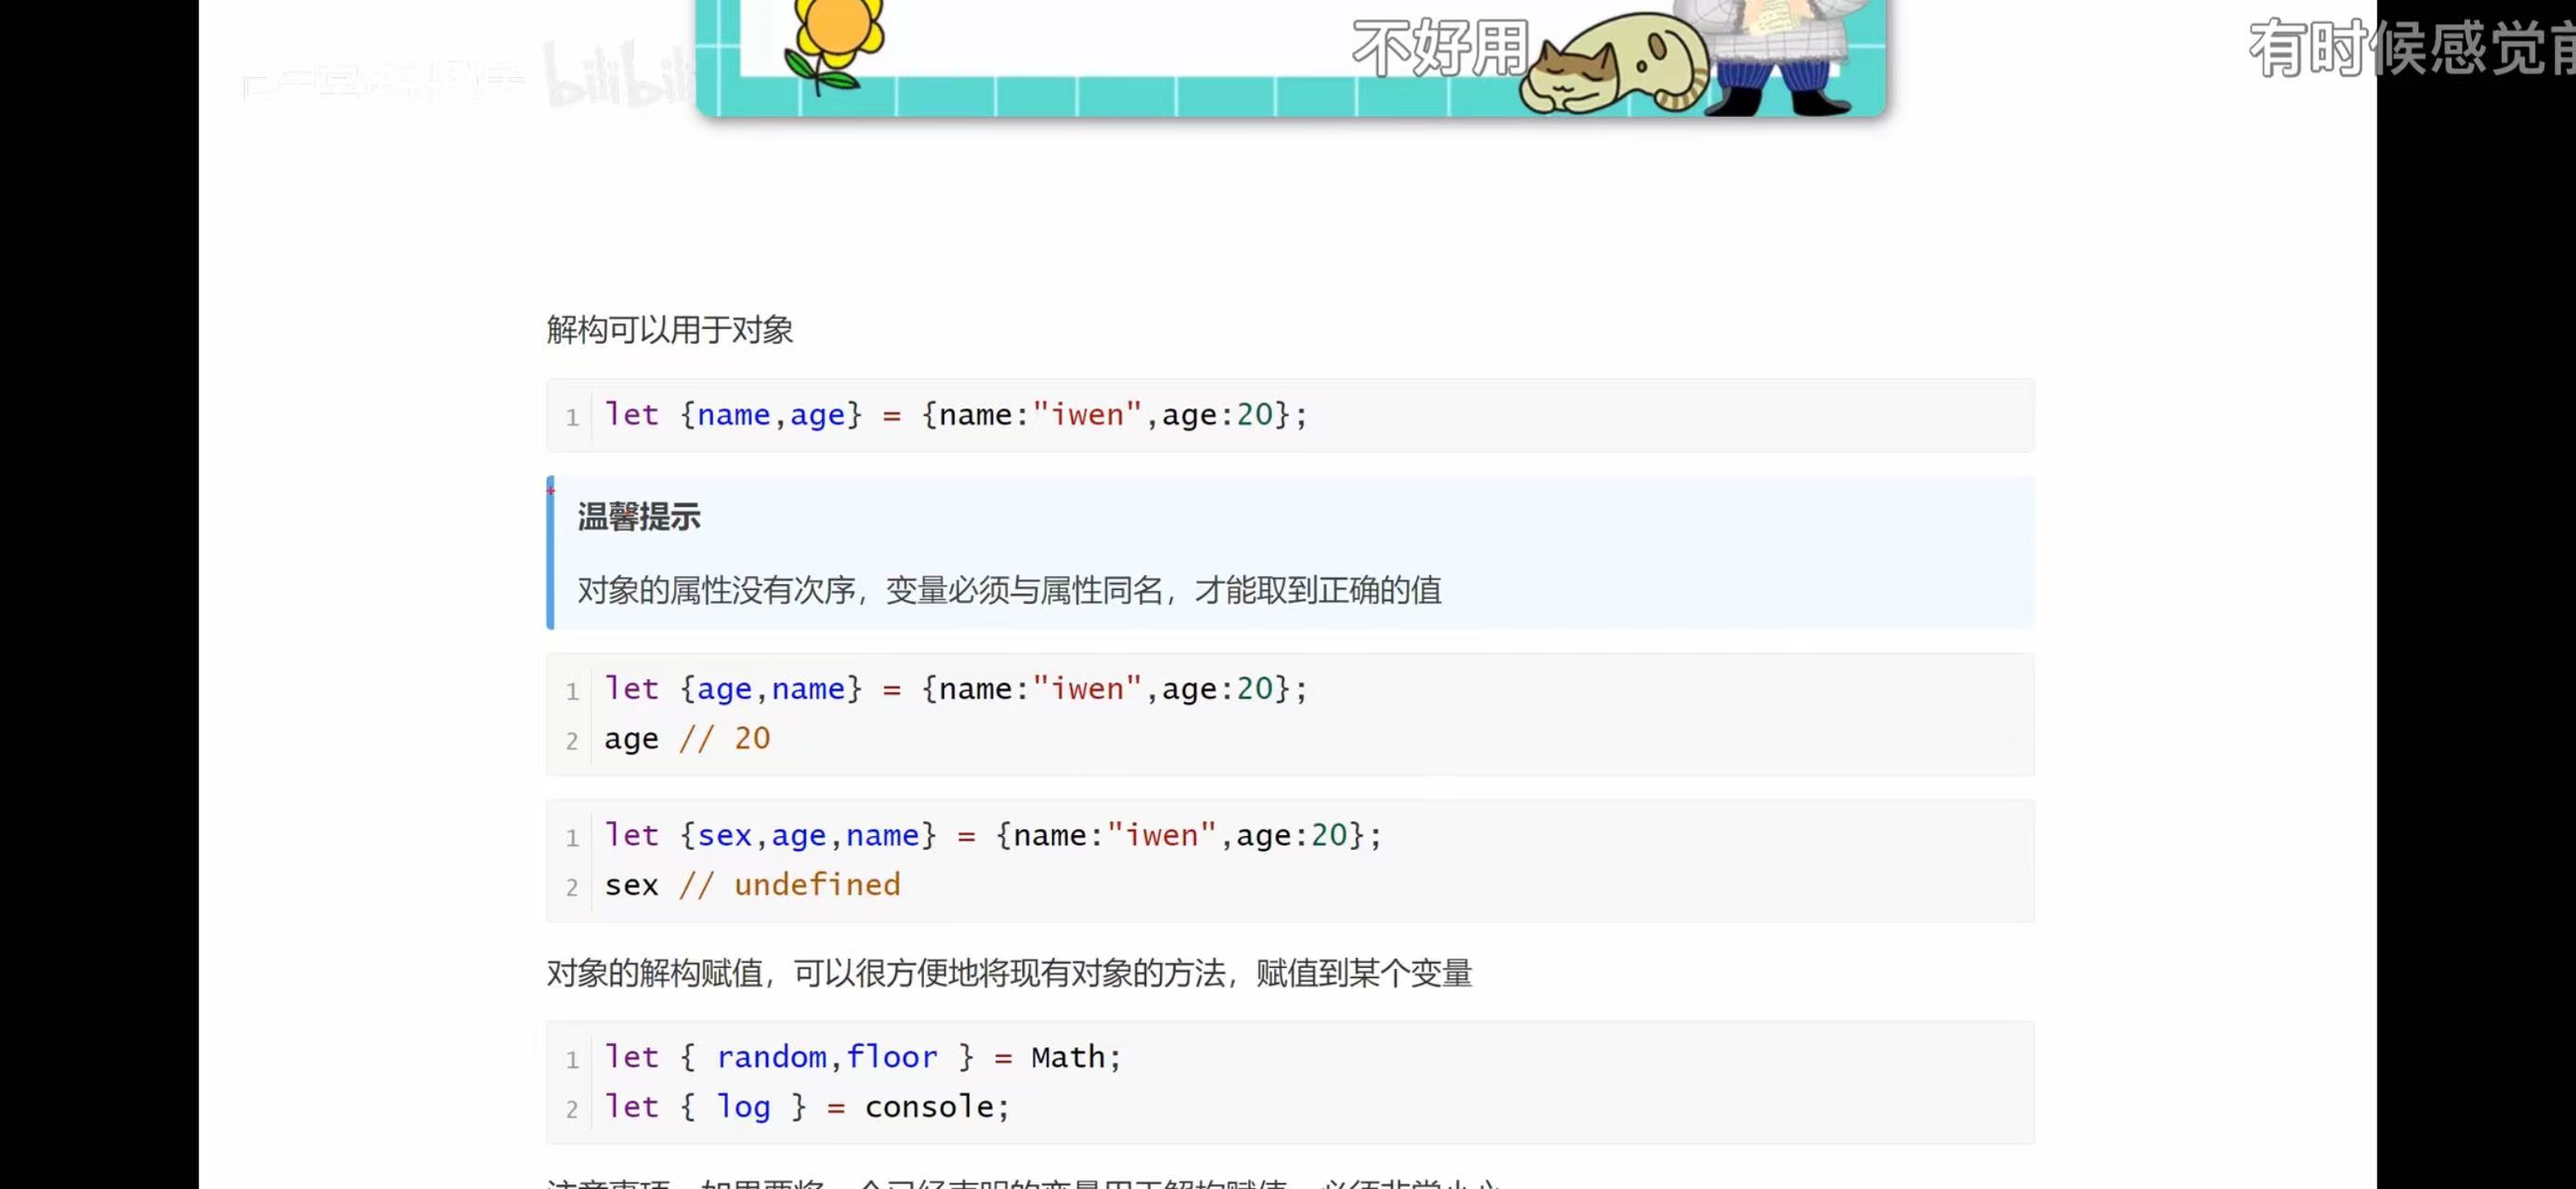 不好用
有时候感觉前
bilibili
解构可以用于对象
1 let {name,age} = {name:"iwen",age:20};
温馨提示
对象的属性没有次序，变量必须与属性同名，才能取到正确的值
1 let {age,name} = {name:"iwen",age:20};
2 age // 20
1 let {sex,age,name} = {name:"iwen",age:20};
2 sex // undefined
对象的解构赋值，可以很方便地将现有对象的方法，赋值到某个变量
1 let { random,floor } = Math;
2 let { log } = console;